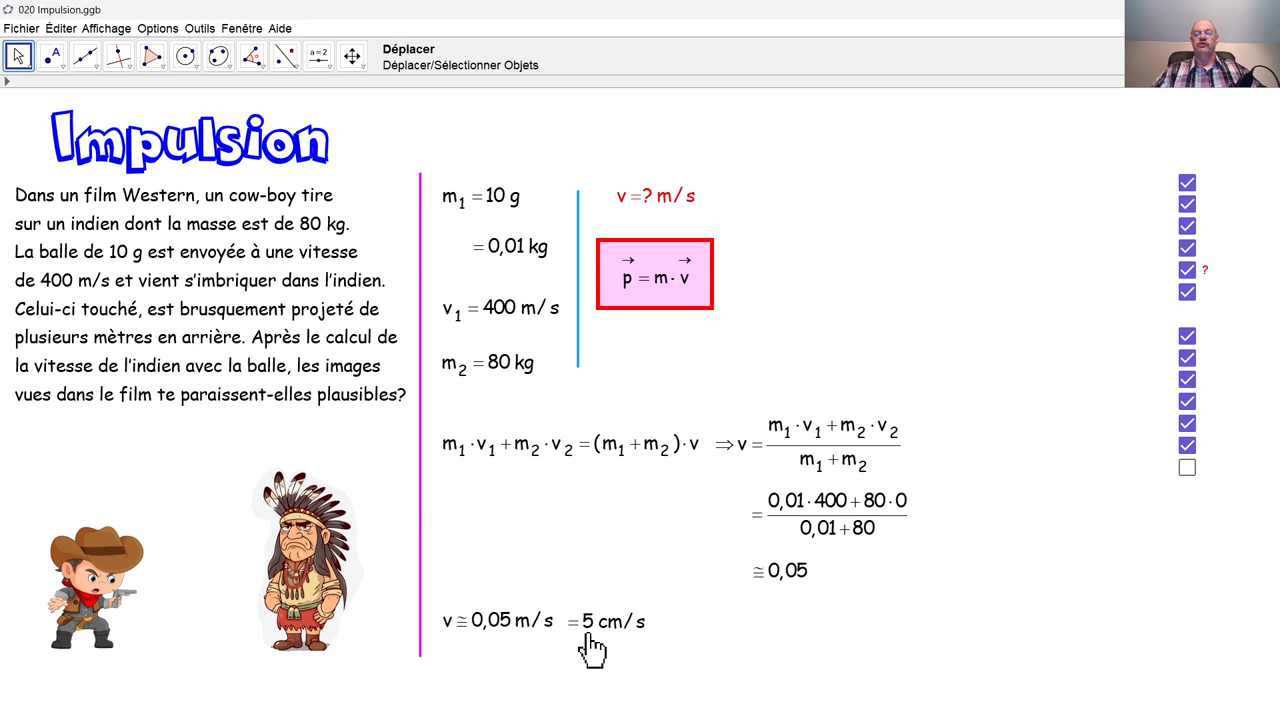 020 Impulsion.ggb
Fichier Éditer Affichage Options Outils Fenêtre Aide
A
a=2
Déplacer
Déplacer/Sélectionner Objets
Impulsion
Dans un film Western, un cow-boy tire
sur un indien dont la masse est de 80 kg.
La balle de 10 g est envoyée à une vitesse
de 400 m/s et vient s'imbriquer dans l'indien.
Celui-ci touché, est brusquement projeté de
plusieurs mètres en arrière. Après le calcul de
la vitesse de l'indien avec la balle, les images
vues dans le film te paraissent-elles plausibles?
m₁ = 10 g
= 0,01 kg
v₁ = 400 m/s
m₂ = 80 kg
v =? m/s
p⃗ = m · v⃗
?
m₁ · v₁ + m₂ · v₂ = (m₁ + m₂) · v ⇒ v = (m₁ · v₁ + m₂ · v₂) / (m₁ + m₂)
= (0,01 · 400 + 80 · 0) / (0,01 + 80)
≅ 0,05
v ≅ 0,05 m/s = 5 cm/s